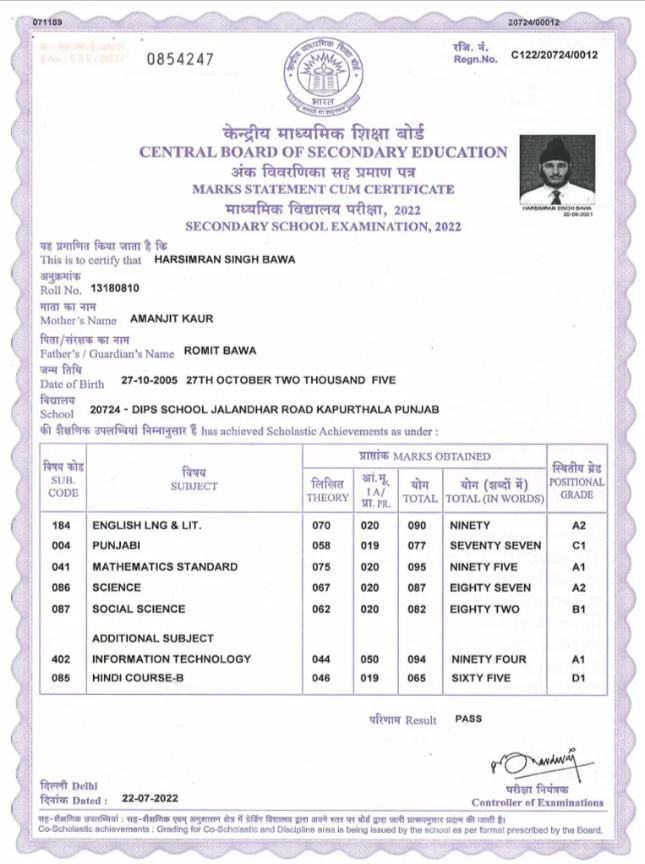 071189
20724/00012
0854247
रजि. नं.
Regn.No. C122/20724/0012
भारत
केन्द्रीय माध्यमिक शिक्षा बोर्ड
CENTRAL BOARD OF SECONDARY EDUCATION
अंक विवरणिका सह प्रमाण पत्र
MARKS STATEMENT CUM CERTIFICATE
माध्यमिक विद्यालय परीक्षा, 2022
SECONDARY SCHOOL EXAMINATION, 2022
HARSIMRAN SINGH BAWA
20-09-2021
यह प्रमाणित किया जाता है कि
This is to certify that HARSIMRAN SINGH BAWA
अनुक्रमांक
Roll No. 13180810
माता का नाम
Mother's Name AMANJIT KAUR
पिता/संरक्षक का नाम
Father's / Guardian's Name ROMIT BAWA
जन्म तिथि
Date of Birth 27-10-2005 27TH OCTOBER TWO THOUSAND FIVE
विद्यालय
School 20724 - DIPS SCHOOL JALANDHAR ROAD KAPURTHALA PUNJAB
की शैक्षणिक उपलब्धियां निम्नानुसार हैं has achieved Scholastic Achievements as under :
विषय कोड SUB. CODE
विषय SUBJECT
प्राप्तांक MARKS OBTAINED
लिखित THEORY
आं.मू. I A/ प्रा. PR.
योग TOTAL
योग (शब्दों में) TOTAL (IN WORDS)
स्थितीय ग्रेड POSITIONAL GRADE
184 ENGLISH LNG & LIT. 070 020 090 NINETY A2
004 PUNJABI 058 019 077 SEVENTY SEVEN C1
041 MATHEMATICS STANDARD 075 020 095 NINETY FIVE A1
086 SCIENCE 067 020 087 EIGHTY SEVEN A2
087 SOCIAL SCIENCE 062 020 082 EIGHTY TWO B1
ADDITIONAL SUBJECT
402 INFORMATION TECHNOLOGY 044 050 094 NINETY FOUR A1
085 HINDI COURSE-B 046 019 065 SIXTY FIVE D1
परिणाम Result PASS
दिल्ली Delhi
दिनांक Dated : 22-07-2022
परीक्षा नियंत्रक
Controller of Examinations
सह-शैक्षणिक उपलब्धियां : सह-शैक्षणिक एवम् अनुशासन क्षेत्र में ग्रेडिंग विद्यालय द्वारा अपने स्तर पर बोर्ड द्वारा जारी प्रारूपनुसार प्रदान की जाती है।
Co-Scholastic achievements : Grading for Co-Scholastic and Discipline area is being issued by the school as per format prescribed by the Board.